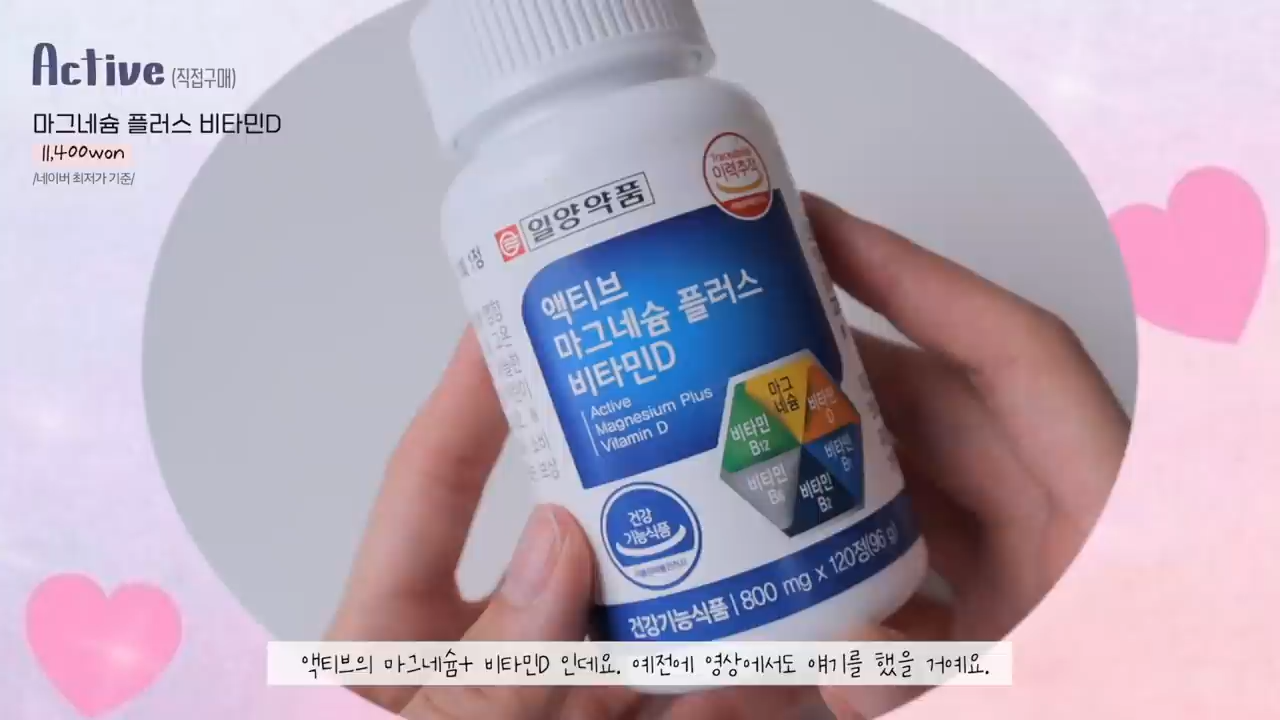 Active (직접구매)
마그네슘 플러스 비타민D
11,400won
/네이버 최저가 기준/
Traceability
이력추적
일양약품
액티브
마그네슘 플러스
비타민D
Active
Magnesium Plus
Vitamin D
마그
네슘
비타민
D
비타민
B12
비타민
B1
비타민
B6
비타민
B2
건강
기능식품
건강기능식품 | 800 mg x 120정(96 g)
액티브의 마그네슘+ 비타민D 인데요. 예전에 영상에서도 얘기를 했을 거예요.